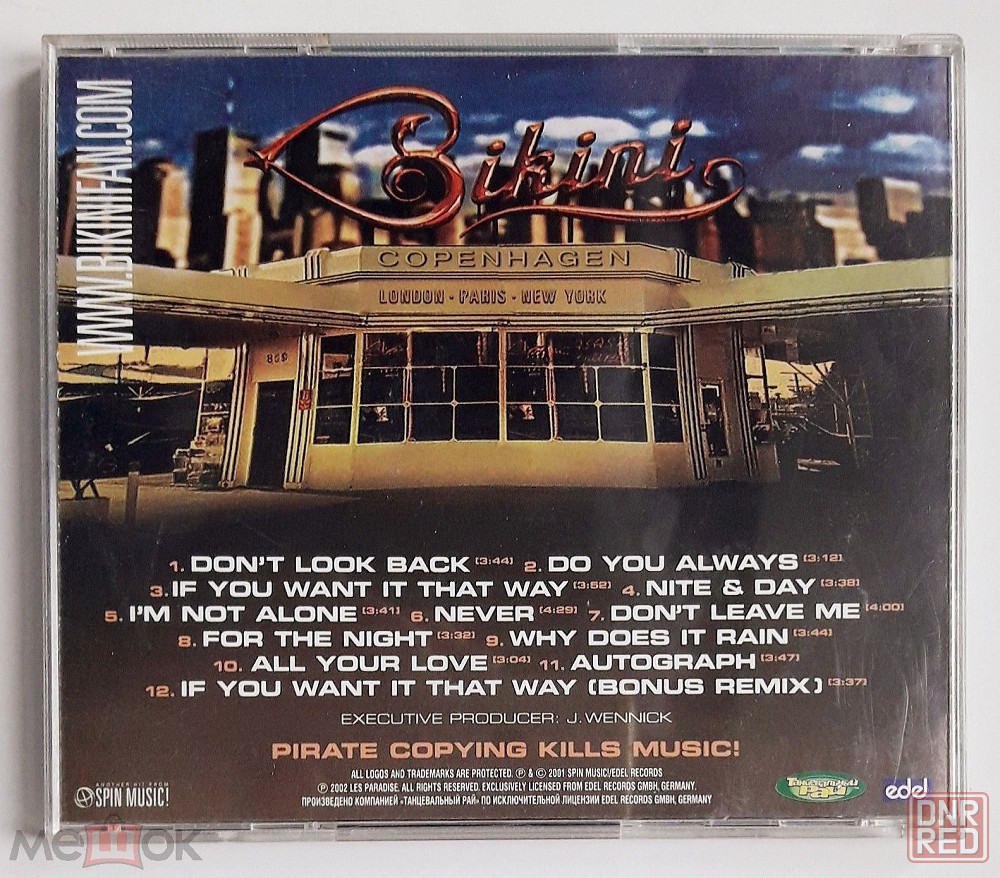 WWW.BIKINIFAN.COM
Bikini
COPENHAGEN
LONDON - PARIS - NEW YORK
859
1. DON'T LOOK BACK [3:44] 2. DO YOU ALWAYS [3:12]
3. IF YOU WANT IT THAT WAY [3:52] 4. NITE & DAY [3:38]
5. I'M NOT ALONE [3:41] 6. NEVER [4:29] 7. DON'T LEAVE ME [4:00]
8. FOR THE NIGHT [3:32] 9. WHY DOES IT RAIN [3:44]
10. ALL YOUR LOVE [3:04] 11. AUTOGRAPH [3:47]
12. IF YOU WANT IT THAT WAY (BONUS REMIX) [3:37]
EXECUTIVE PRODUCER: J. WENNICK
PIRATE COPYING KILLS MUSIC!
ALL LOGOS AND TRADEMARKS ARE PROTECTED. ℗ & © 2001 SPIN MUSIC/EDEL RECORDS
℗ 2002 LES PARADISE. ALL RIGHTS RESERVED. EXCLUSIVELY LICENSED FROM EDEL RECORDS GMBH, GERMANY.
ПРОИЗВЕДЕНО КОМПАНИЕЙ «ТАНЦЕВАЛЬНЫЙ РАЙ» ПО ИСКЛЮЧИТЕЛЬНОЙ ЛИЦЕНЗИИ EDEL RECORDS GMBH, GERMANY
ANOTHER HIT FROM
SPIN MUSIC!
Танцевальный
Рай
edel
мешок
DNR
RED